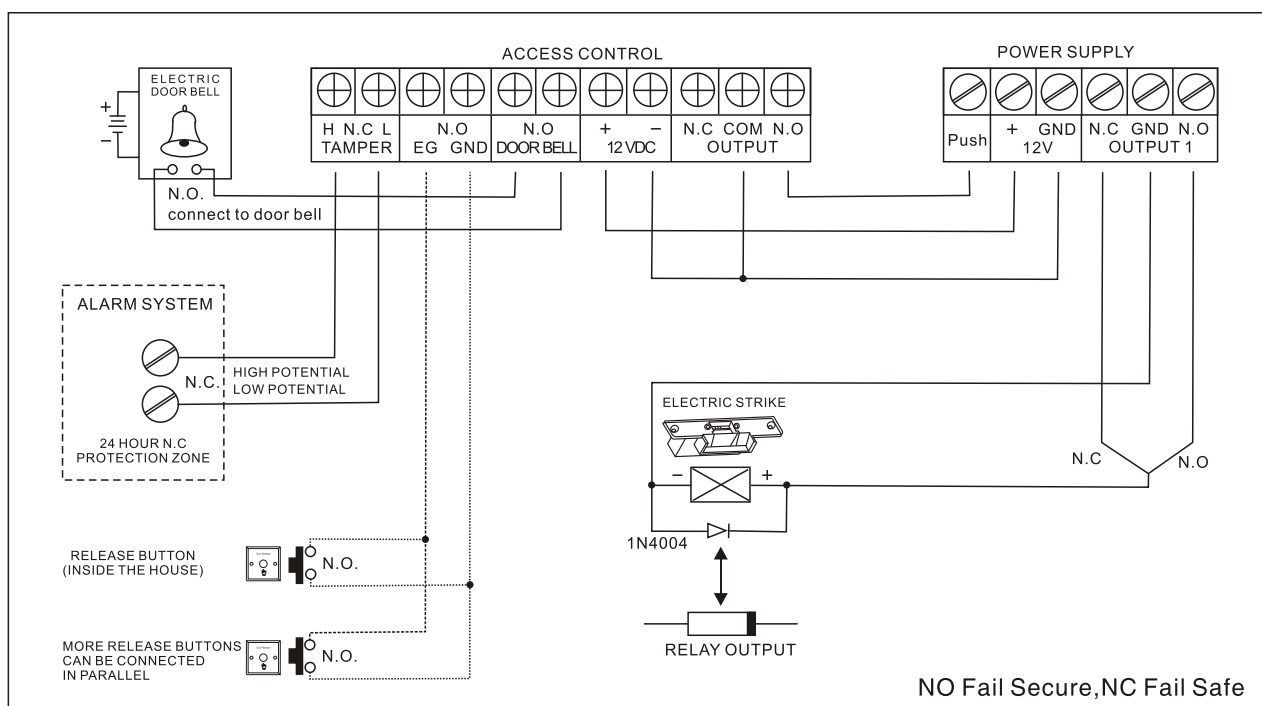 ACCESS CONTROL
POWER SUPPLY
ELECTRIC
DOOR BELL
+
−
H N.C L
TAMPER
N.O
EG GND
N.O
DOOR BELL
+ −
12 VDC
N.C COM N.O
OUTPUT
Push
+ GND
12V
N.C GND N.O
OUTPUT 1
N.O.
connect to door bell
ALARM SYSTEM
N.C.
HIGH POTENTIAL
LOW POTENTIAL
24 HOUR N.C
PROTECTION ZONE
ELECTRIC STRIKE
− +
1N4004
N.C
N.O
RELAY OUTPUT
RELEASE BUTTON
(INSIDE THE HOUSE)
N.O.
MORE RELEASE BUTTONS
CAN BE CONNECTED
IN PARALLEL
N.O.
NO Fail Secure,NC Fail Safe